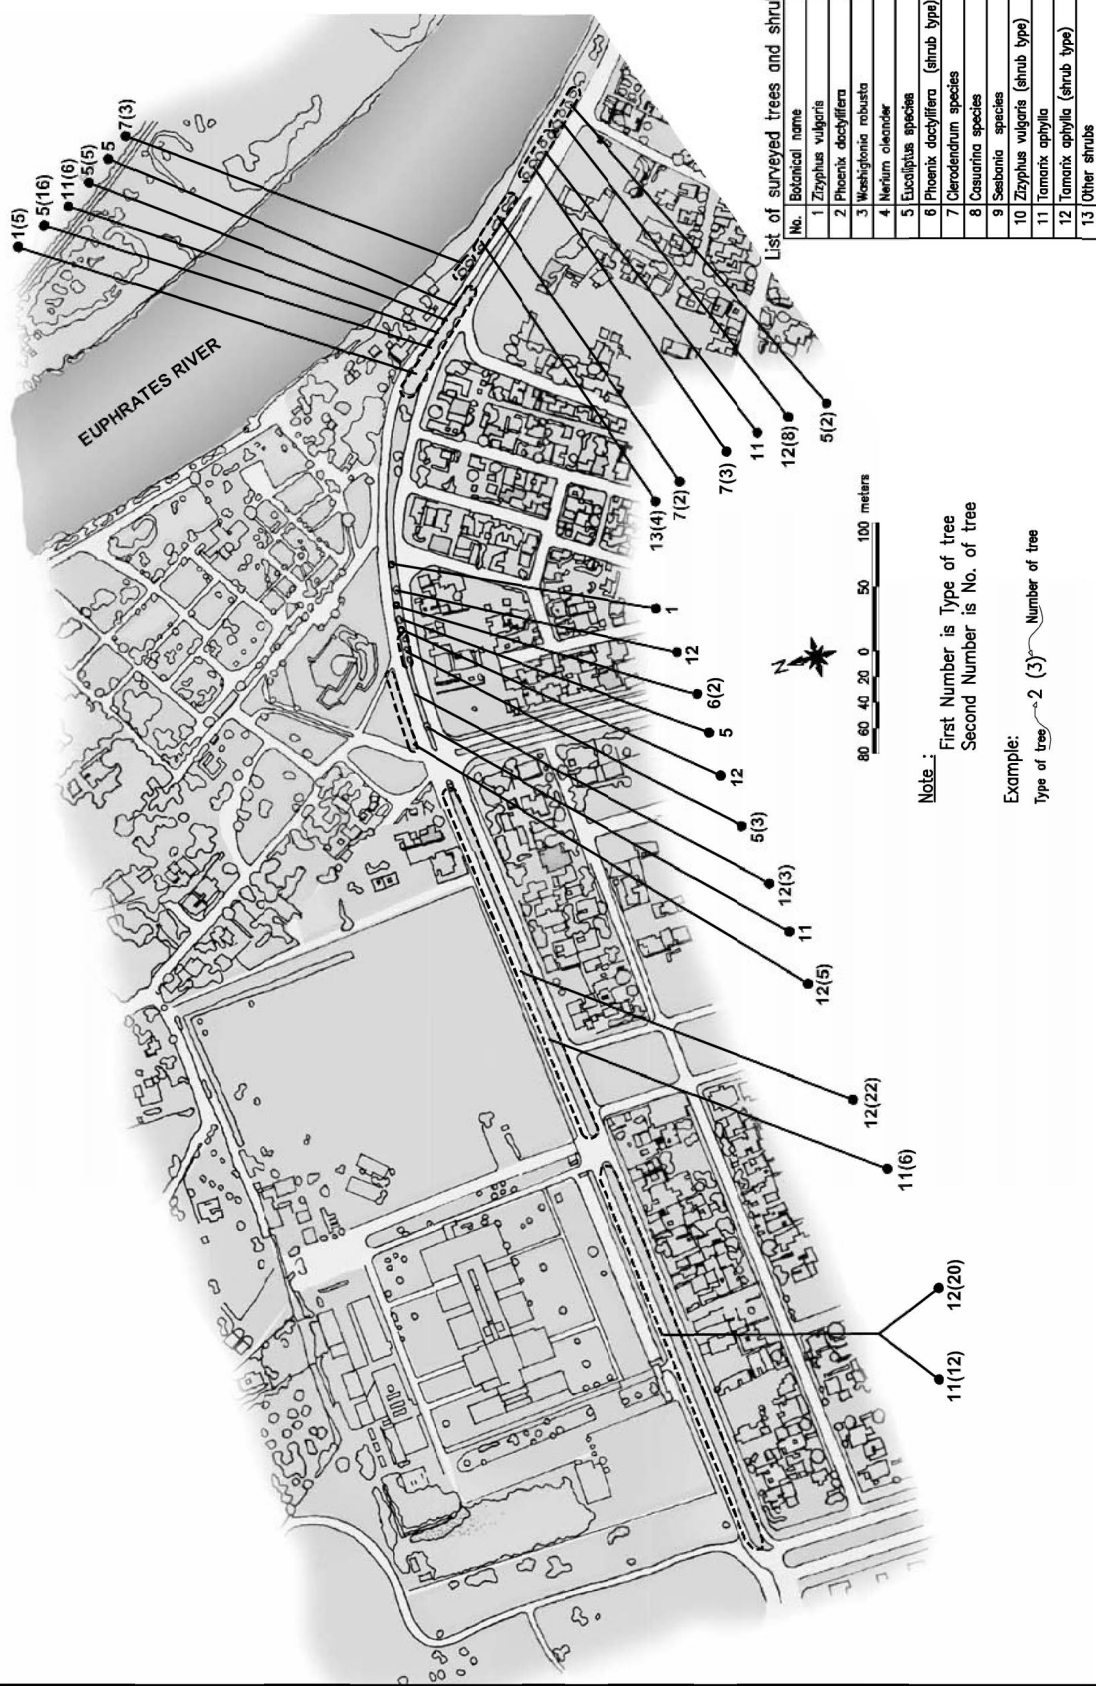 1(5)
5(16)
11(6)
5(5)
5
7(3)
EUPHRATES RIVER
13(4)
7(2)
7(3)
11
12(8)
5(2)
1
12
6(2)
5
12
5(3)
12(3)
11
12(5)
12(22)
11(6)
12(20)
11(12)
N
80 60 40 20 0 50 100 meters
Note :
First Number is Type of tree
Second Number is No. of tree
Example:
Type of tree 2 (3) Number of tree
List of surveyed trees and shru
No. Botanical name
1 Zizyphus vulgaris
2 Phoenix dactylifera
3 Washigtonia robusta
4 Nerium oleander
5 Eucaliptus species
6 Phoenix dactylifera (shrub type)
7 Clerodendrum species
8 Casuarina species
9 Sesbania species
10 Zizyphus vulgaris (shrub type)
11 Tamarix aphylla
12 Tamarix aphylla (shrub type)
13 Other shrubs